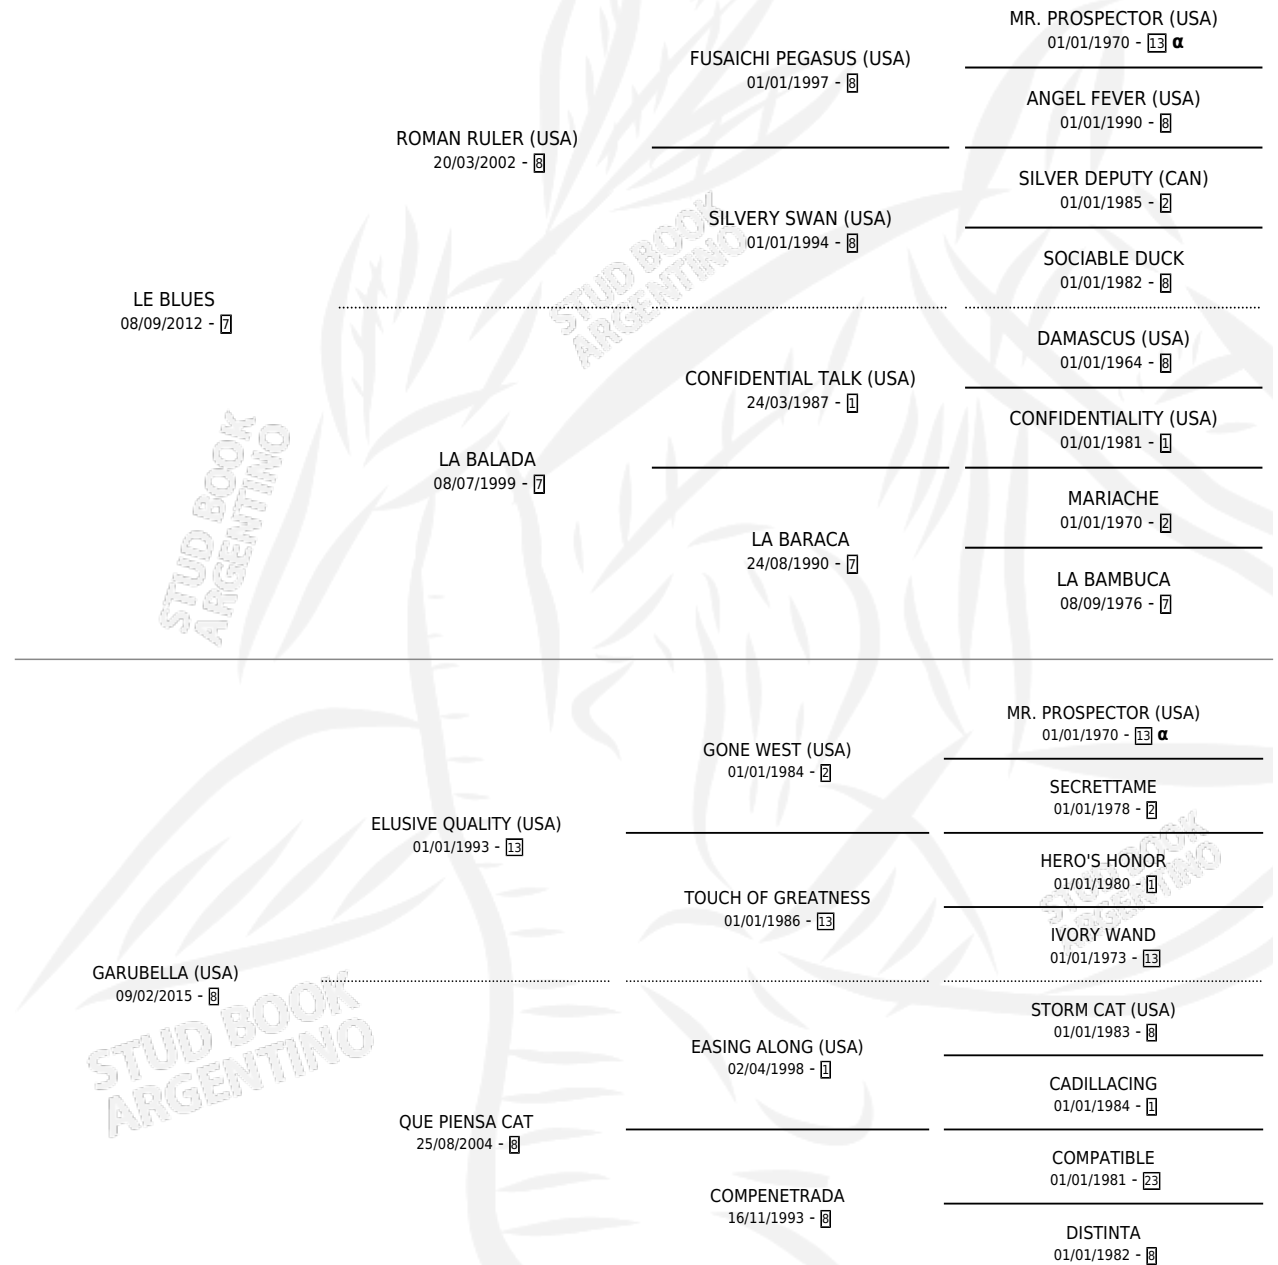 MR. PROSPECTOR (USA)
01/01/1970 - 13 α
FUSAICHI PEGASUS (USA)
01/01/1997 - 8
ANGEL FEVER (USA)
01/01/1990 - 8
ROMAN RULER (USA)
20/03/2002 - 8
SILVER DEPUTY (CAN)
01/01/1985 - 2
SILVERY SWAN (USA)
01/01/1994 - 8
SOCIABLE DUCK
01/01/1982 - 8
LE BLUES
08/09/2012 - 7
DAMASCUS (USA)
01/01/1964 - 8
CONFIDENTIAL TALK (USA)
24/03/1987 - 1
CONFIDENTIALITY (USA)
01/01/1981 - 1
LA BALADA
08/07/1999 - 7
MARIACHE
01/01/1970 - 2
LA BARACA
24/08/1990 - 7
LA BAMBUCA
08/09/1976 - 7
STUD BOOK
ARGENTINO
STUD BOOK
ARGENTINO
MR. PROSPECTOR (USA)
01/01/1970 - 13 α
GONE WEST (USA)
01/01/1984 - 2
SECRETTAME
01/01/1978 - 2
ELUSIVE QUALITY (USA)
01/01/1993 - 13
HERO'S HONOR
01/01/1980 - 1
TOUCH OF GREATNESS
01/01/1986 - 13
IVORY WAND
01/01/1973 - 13
GARUBELLA (USA)
09/02/2015 - 8
STORM CAT (USA)
01/01/1983 - 8
EASING ALONG (USA)
02/04/1998 - 1
CADILLACING
01/01/1984 - 1
QUE PIENSA CAT
25/08/2004 - 8
COMPATIBLE
01/01/1981 - 23
COMPENETRADA
16/11/1993 - 8
DISTINTA
01/01/1982 - 8
STUD BOOK
ARGENTINO
STUD BOOK
ARGENTINO